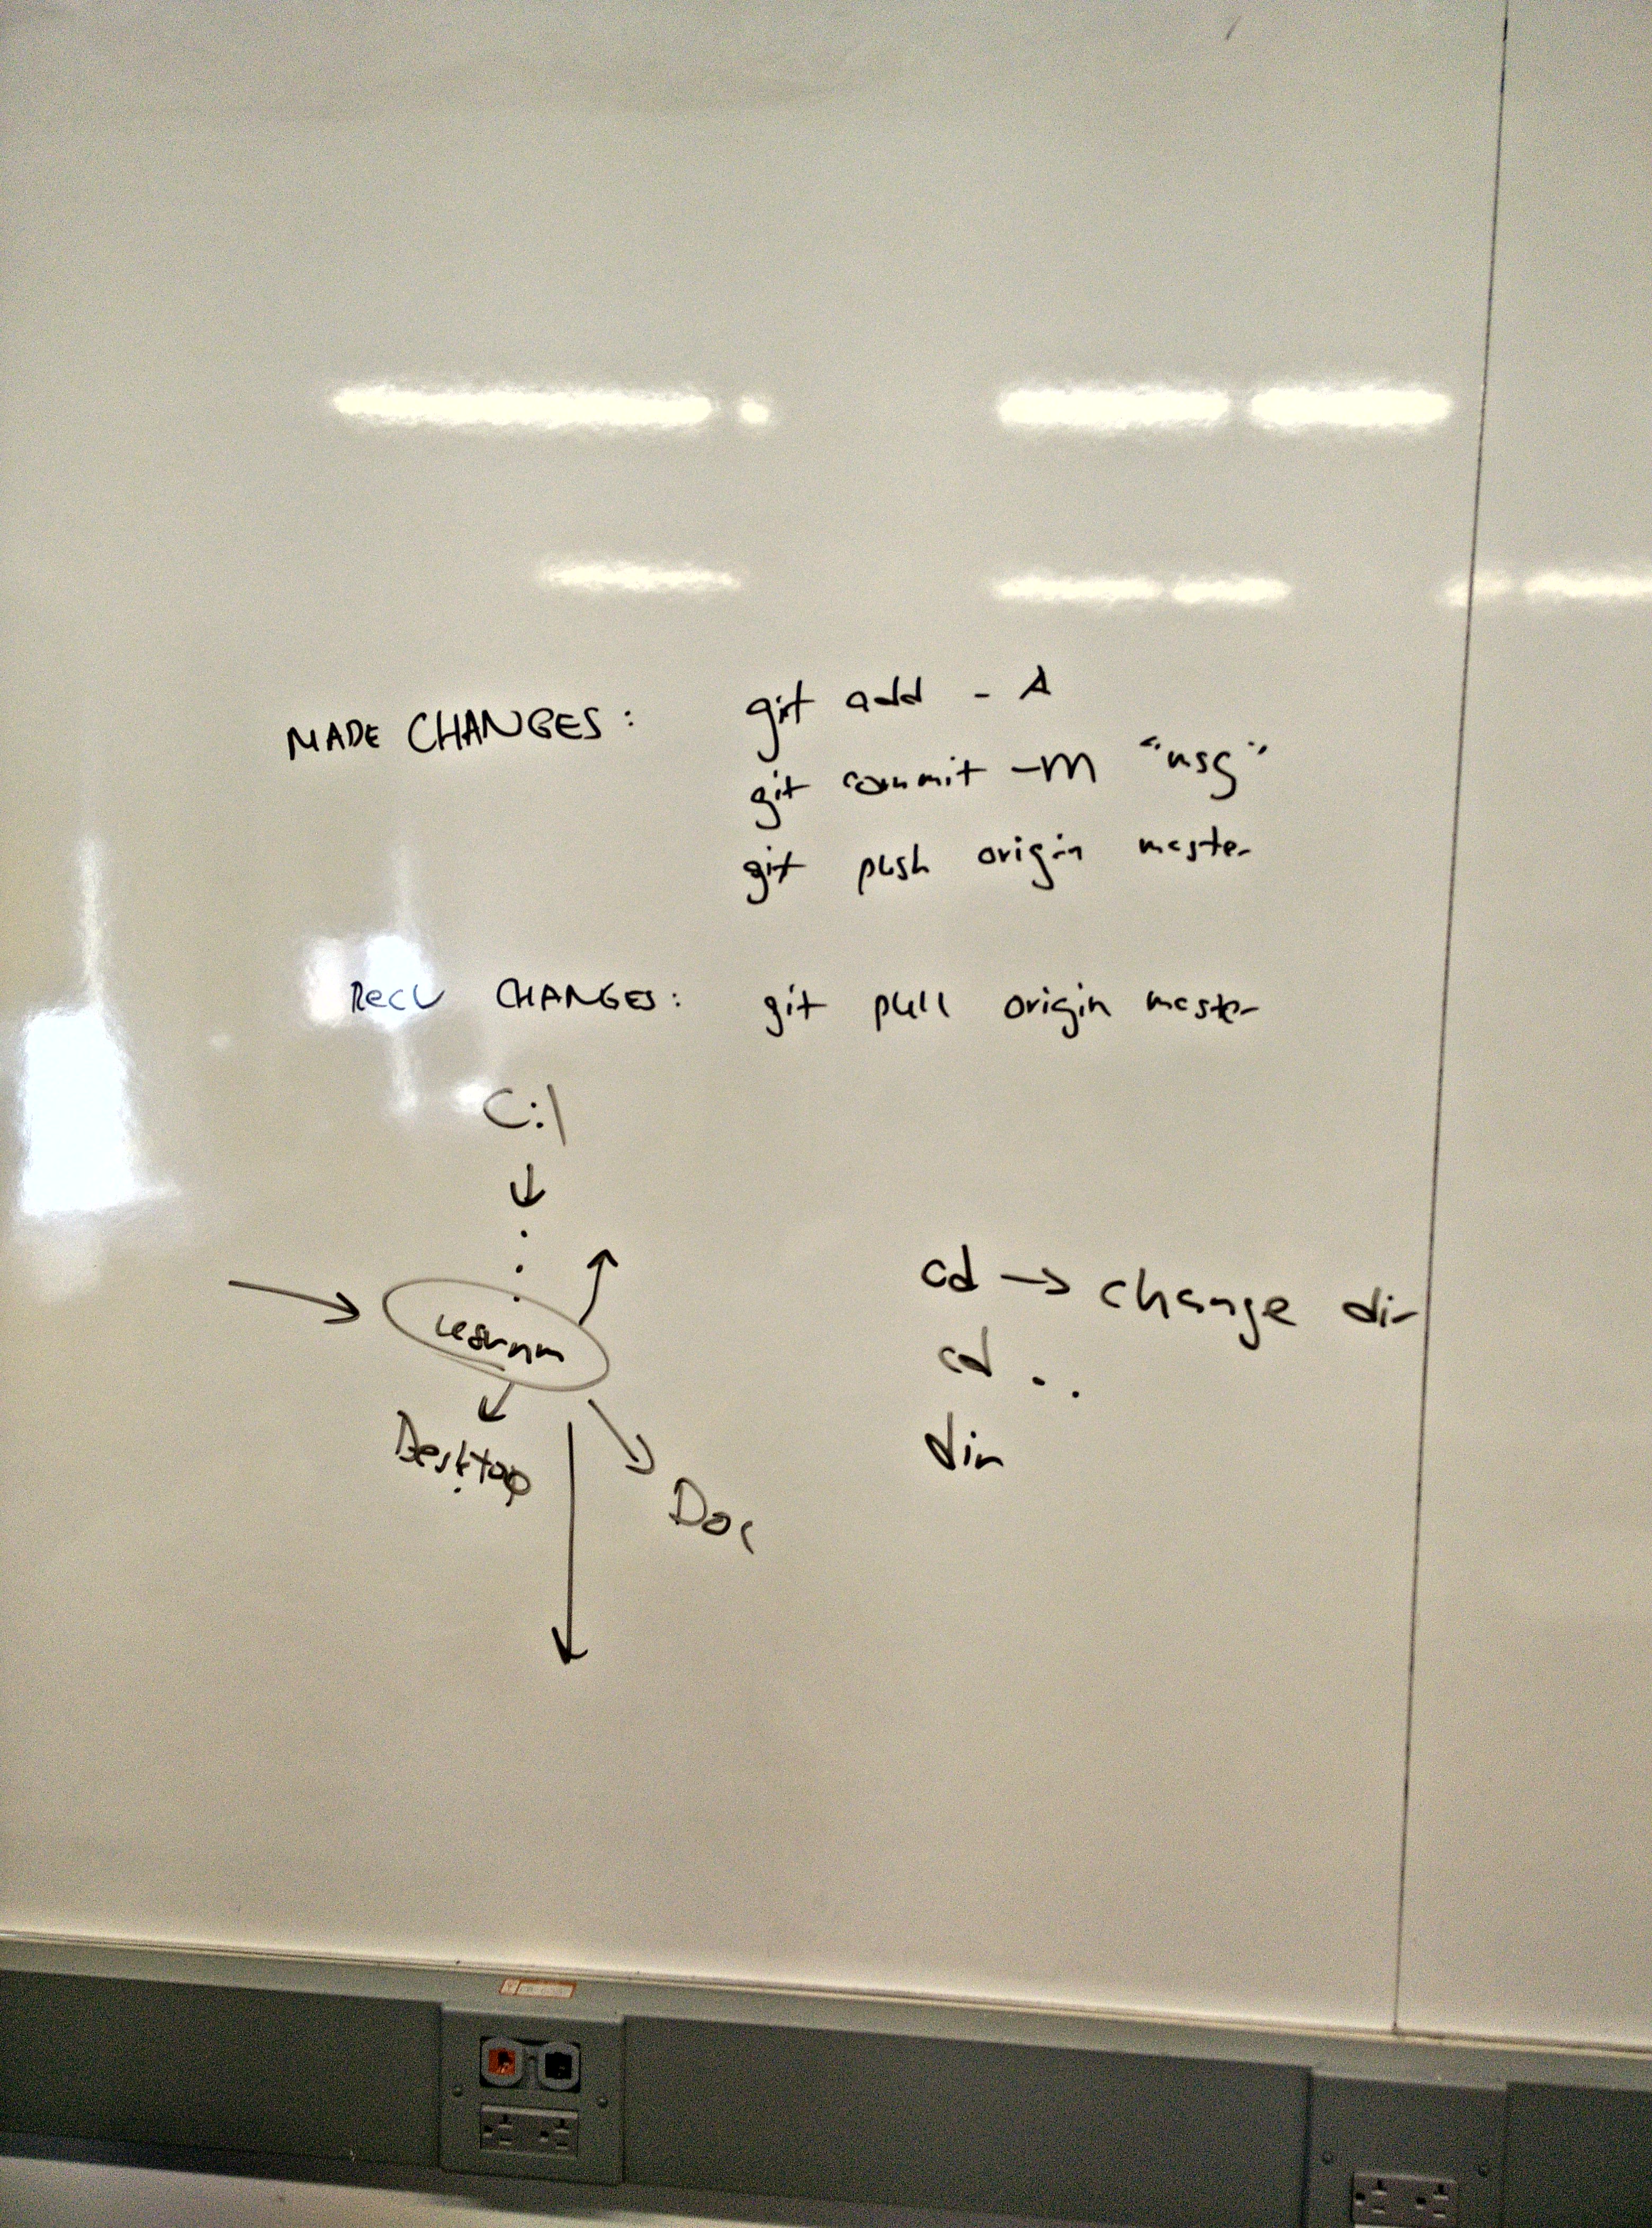 MADE CHANGES: git add -A
git commit -m "msg"
git push origin master
RECV CHANGES: git pull origin master
C:\
Desktop
Doc
cd → change dir
cd ..
dir